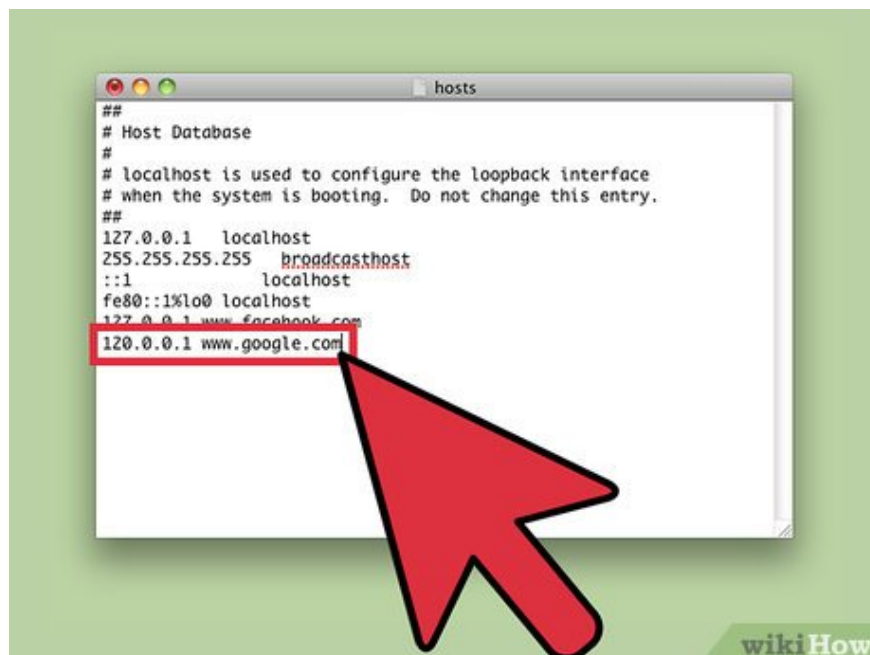 hosts
##
# Host Database
#
# localhost is used to configure the loopback interface
# when the system is booting.  Do not change this entry.
##
127.0.0.1   localhost
255.255.255.255   broadcasthost
::1             localhost
fe80::1%lo0 localhost
127.0.0.1 www.facebook.com
120.0.0.1 www.google.com
wikiHow